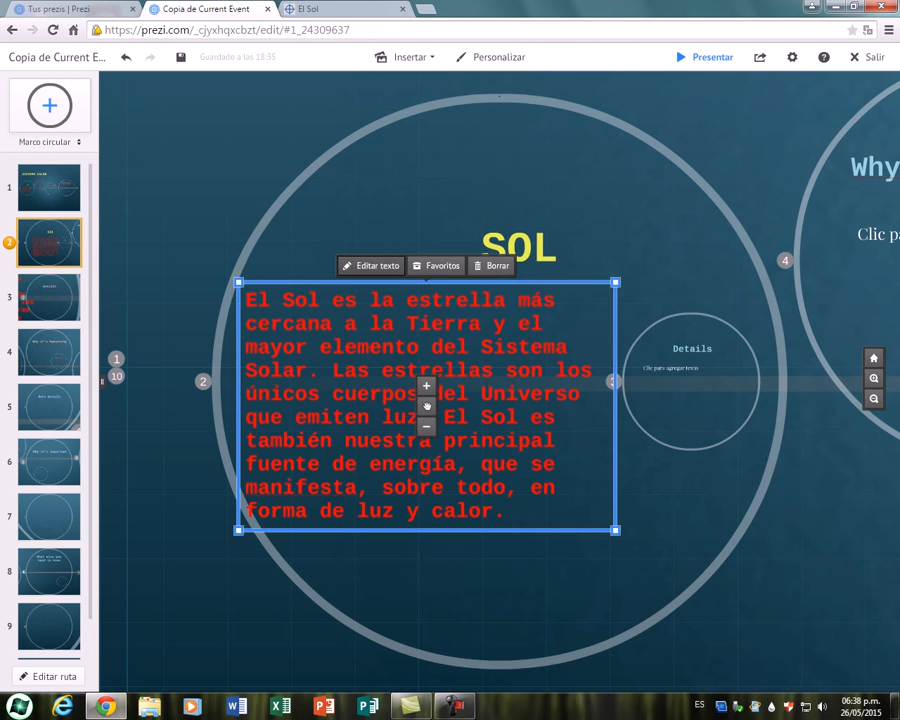 Tus prezis | Prezi
Copia de Current Event
El Sol
https://prezi.com/_cjyxhqxcbzt/edit/#1_24309637
Copia de Current E...
Guardado a las 18:35
Insertar
Personalizar
Presentar
Salir
Marco circular
1
2
3
4
5
6
7
8
9
Editar ruta
SOL
Editar texto
Favoritos
Borrar
El Sol es la estrella más
cercana a la Tierra y el
mayor elemento del Sistema
Solar. Las estrellas son los
únicos cuerpos del Universo
que emiten luz. El Sol es
también nuestra principal
fuente de energía, que se
manifesta, sobre todo, en
forma de luz y calor.
1
10
2
3
4
Details
Clic para agregar texto
Why
Clic pa
ES
06:38 p.m.
26/05/2015